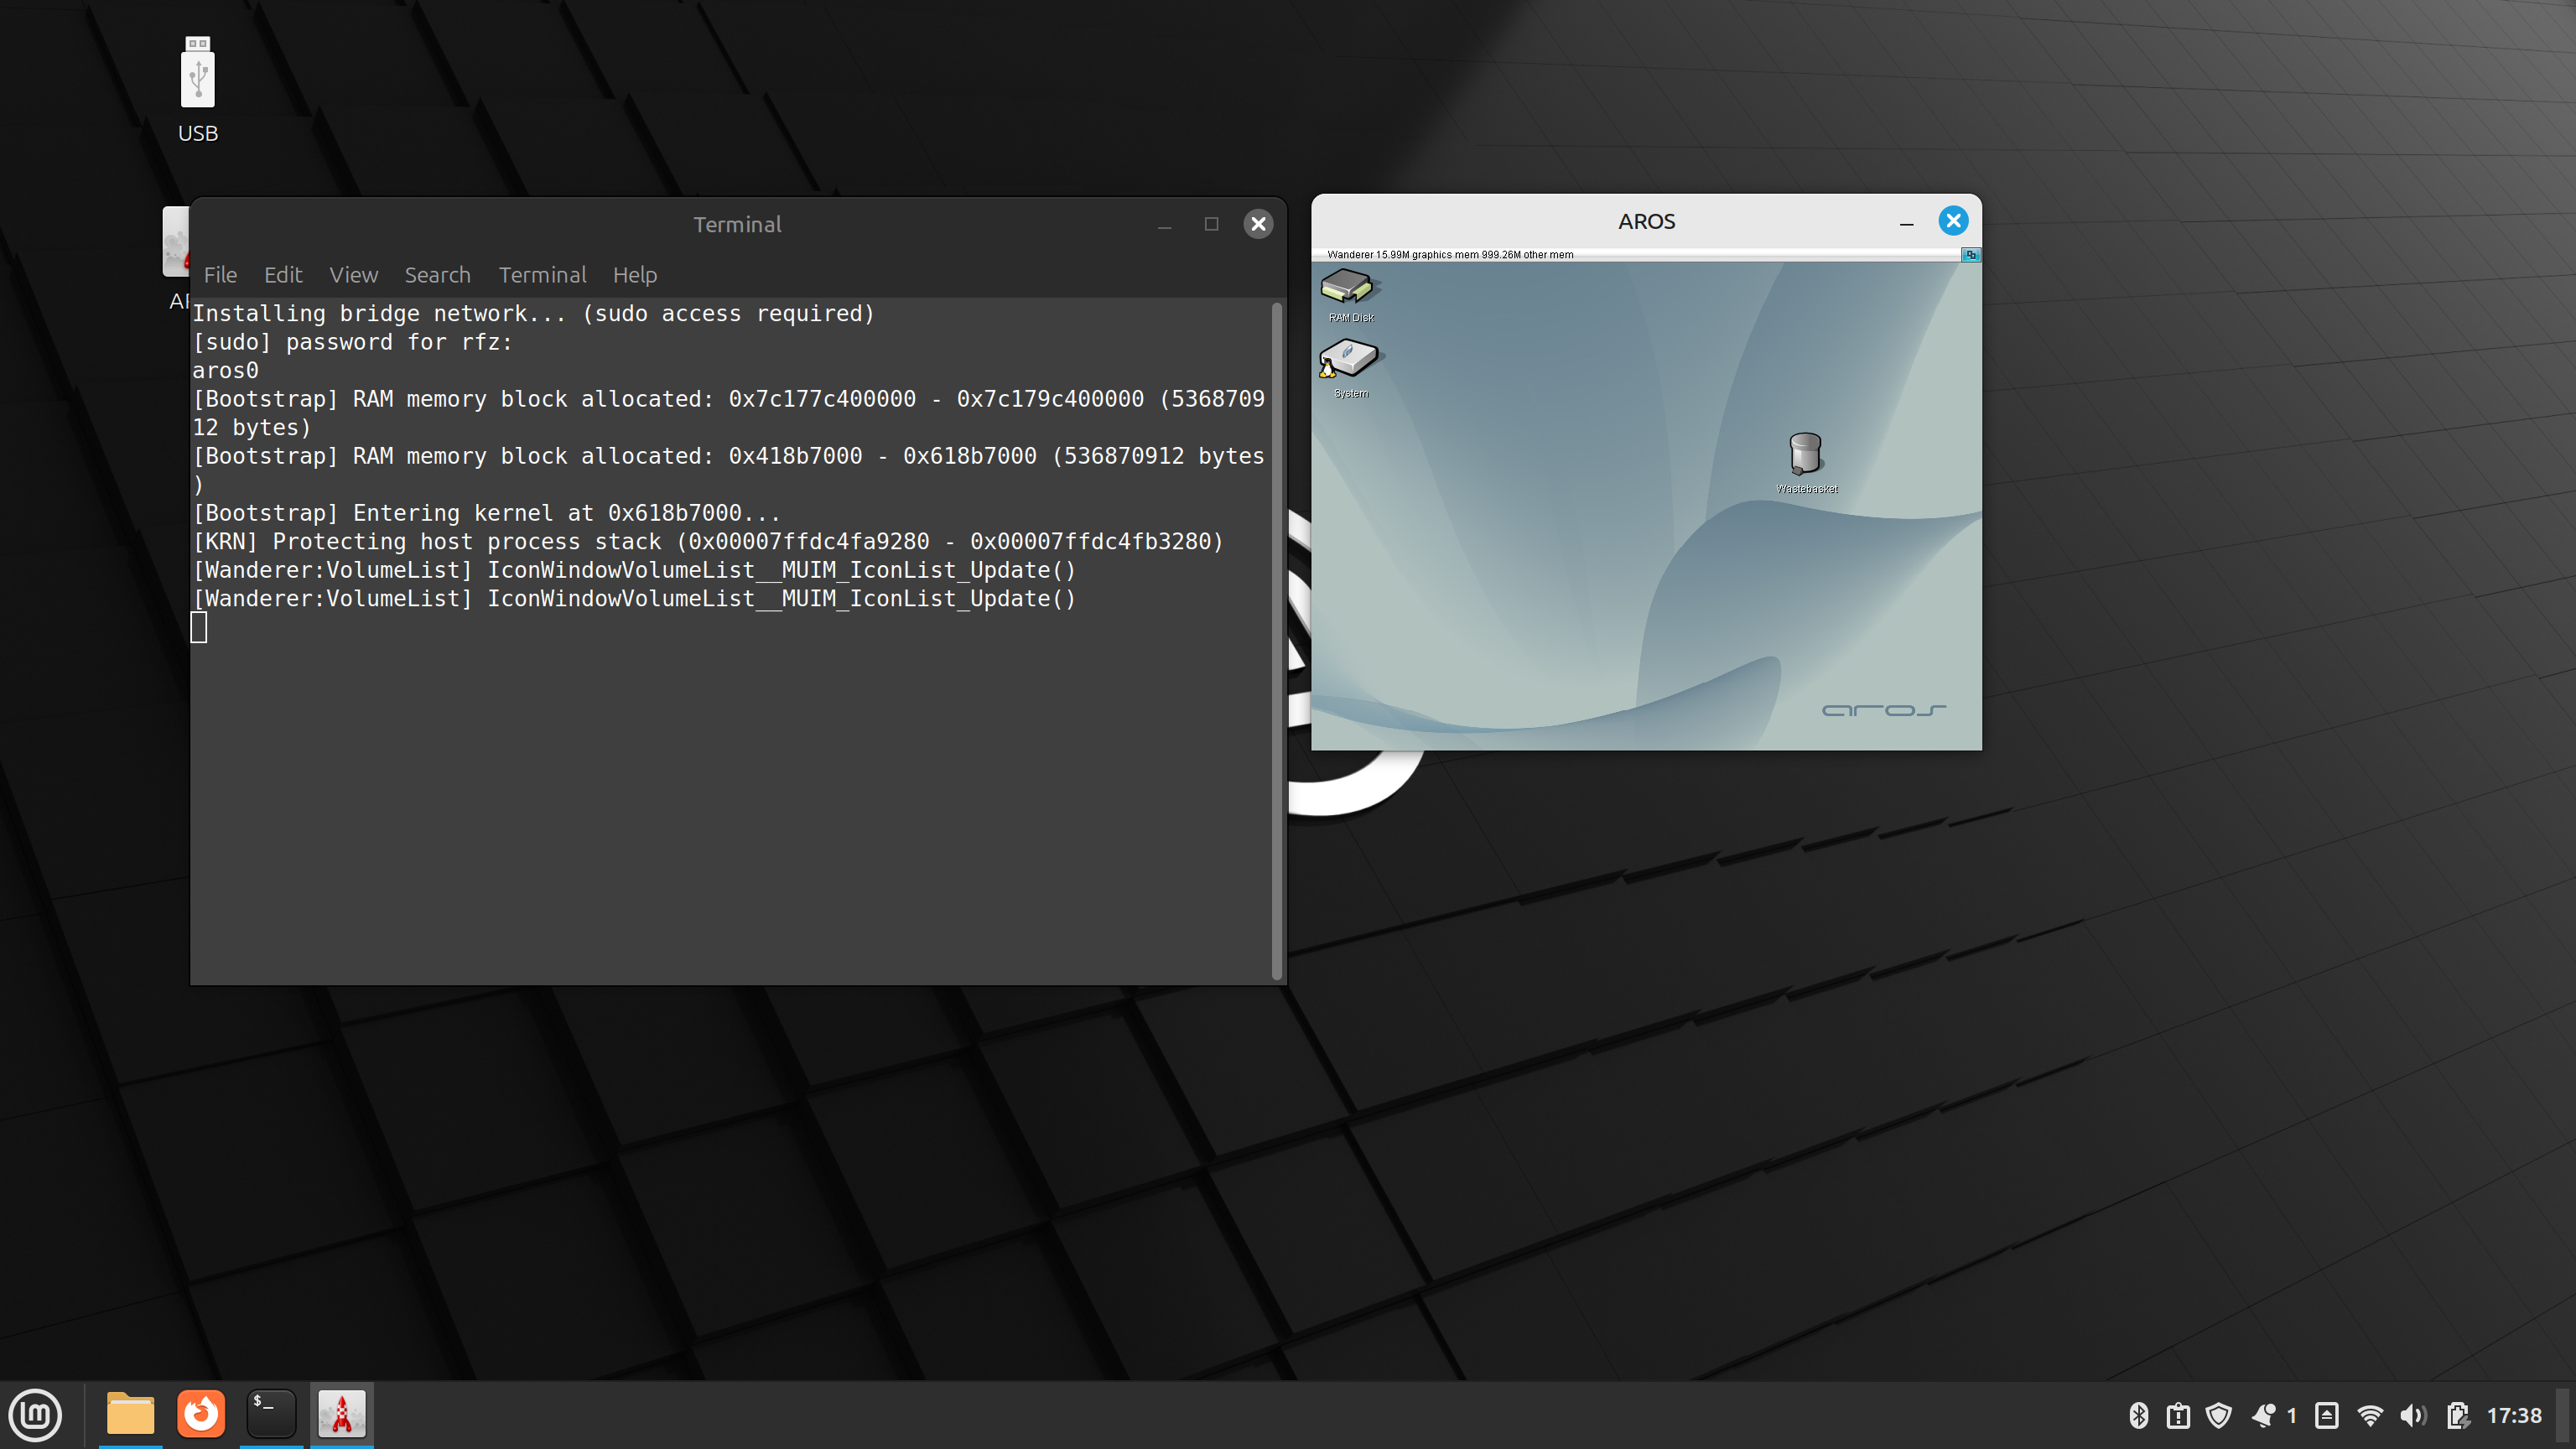 USB
Terminal
File Edit View Search Terminal Help
Installing bridge network... (sudo access required)
[sudo] password for rfz:
aros0
[Bootstrap] RAM memory block allocated: 0x7c177c400000 - 0x7c179c400000 (5368709
12 bytes)
[Bootstrap] RAM memory block allocated: 0x418b7000 - 0x618b7000 (536870912 bytes
)
[Bootstrap] Entering kernel at 0x618b7000...
[KRN] Protecting host process stack (0x00007ffdc4fa9280 - 0x00007ffdc4fb3280)
[Wanderer:VolumeList] IconWindowVolumeList__MUIM_IconList_Update()
[Wanderer:VolumeList] IconWindowVolumeList__MUIM_IconList_Update()
AROS
Wanderer 15.99M graphics mem 999.26M other mem
RAM Disk
System
Wastebasket
aros
$_
1
17:38